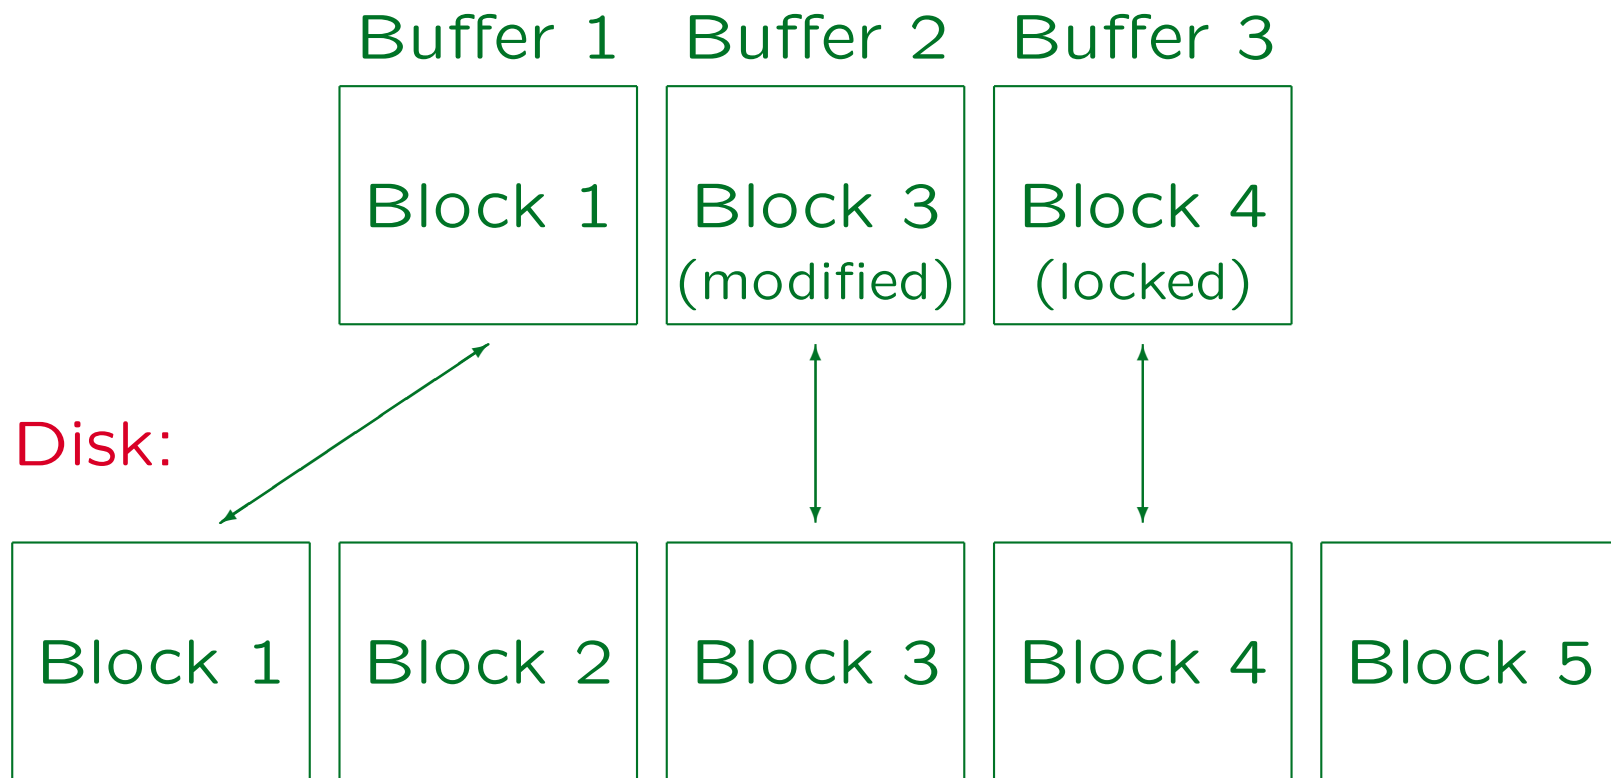 Buffer 1 Buffer 2 Buffer 3
Block 1 Block 3 Block 4
(modified) (locked)
Disk:
Block 1 Block 2 Block 3 Block 4 Block 5